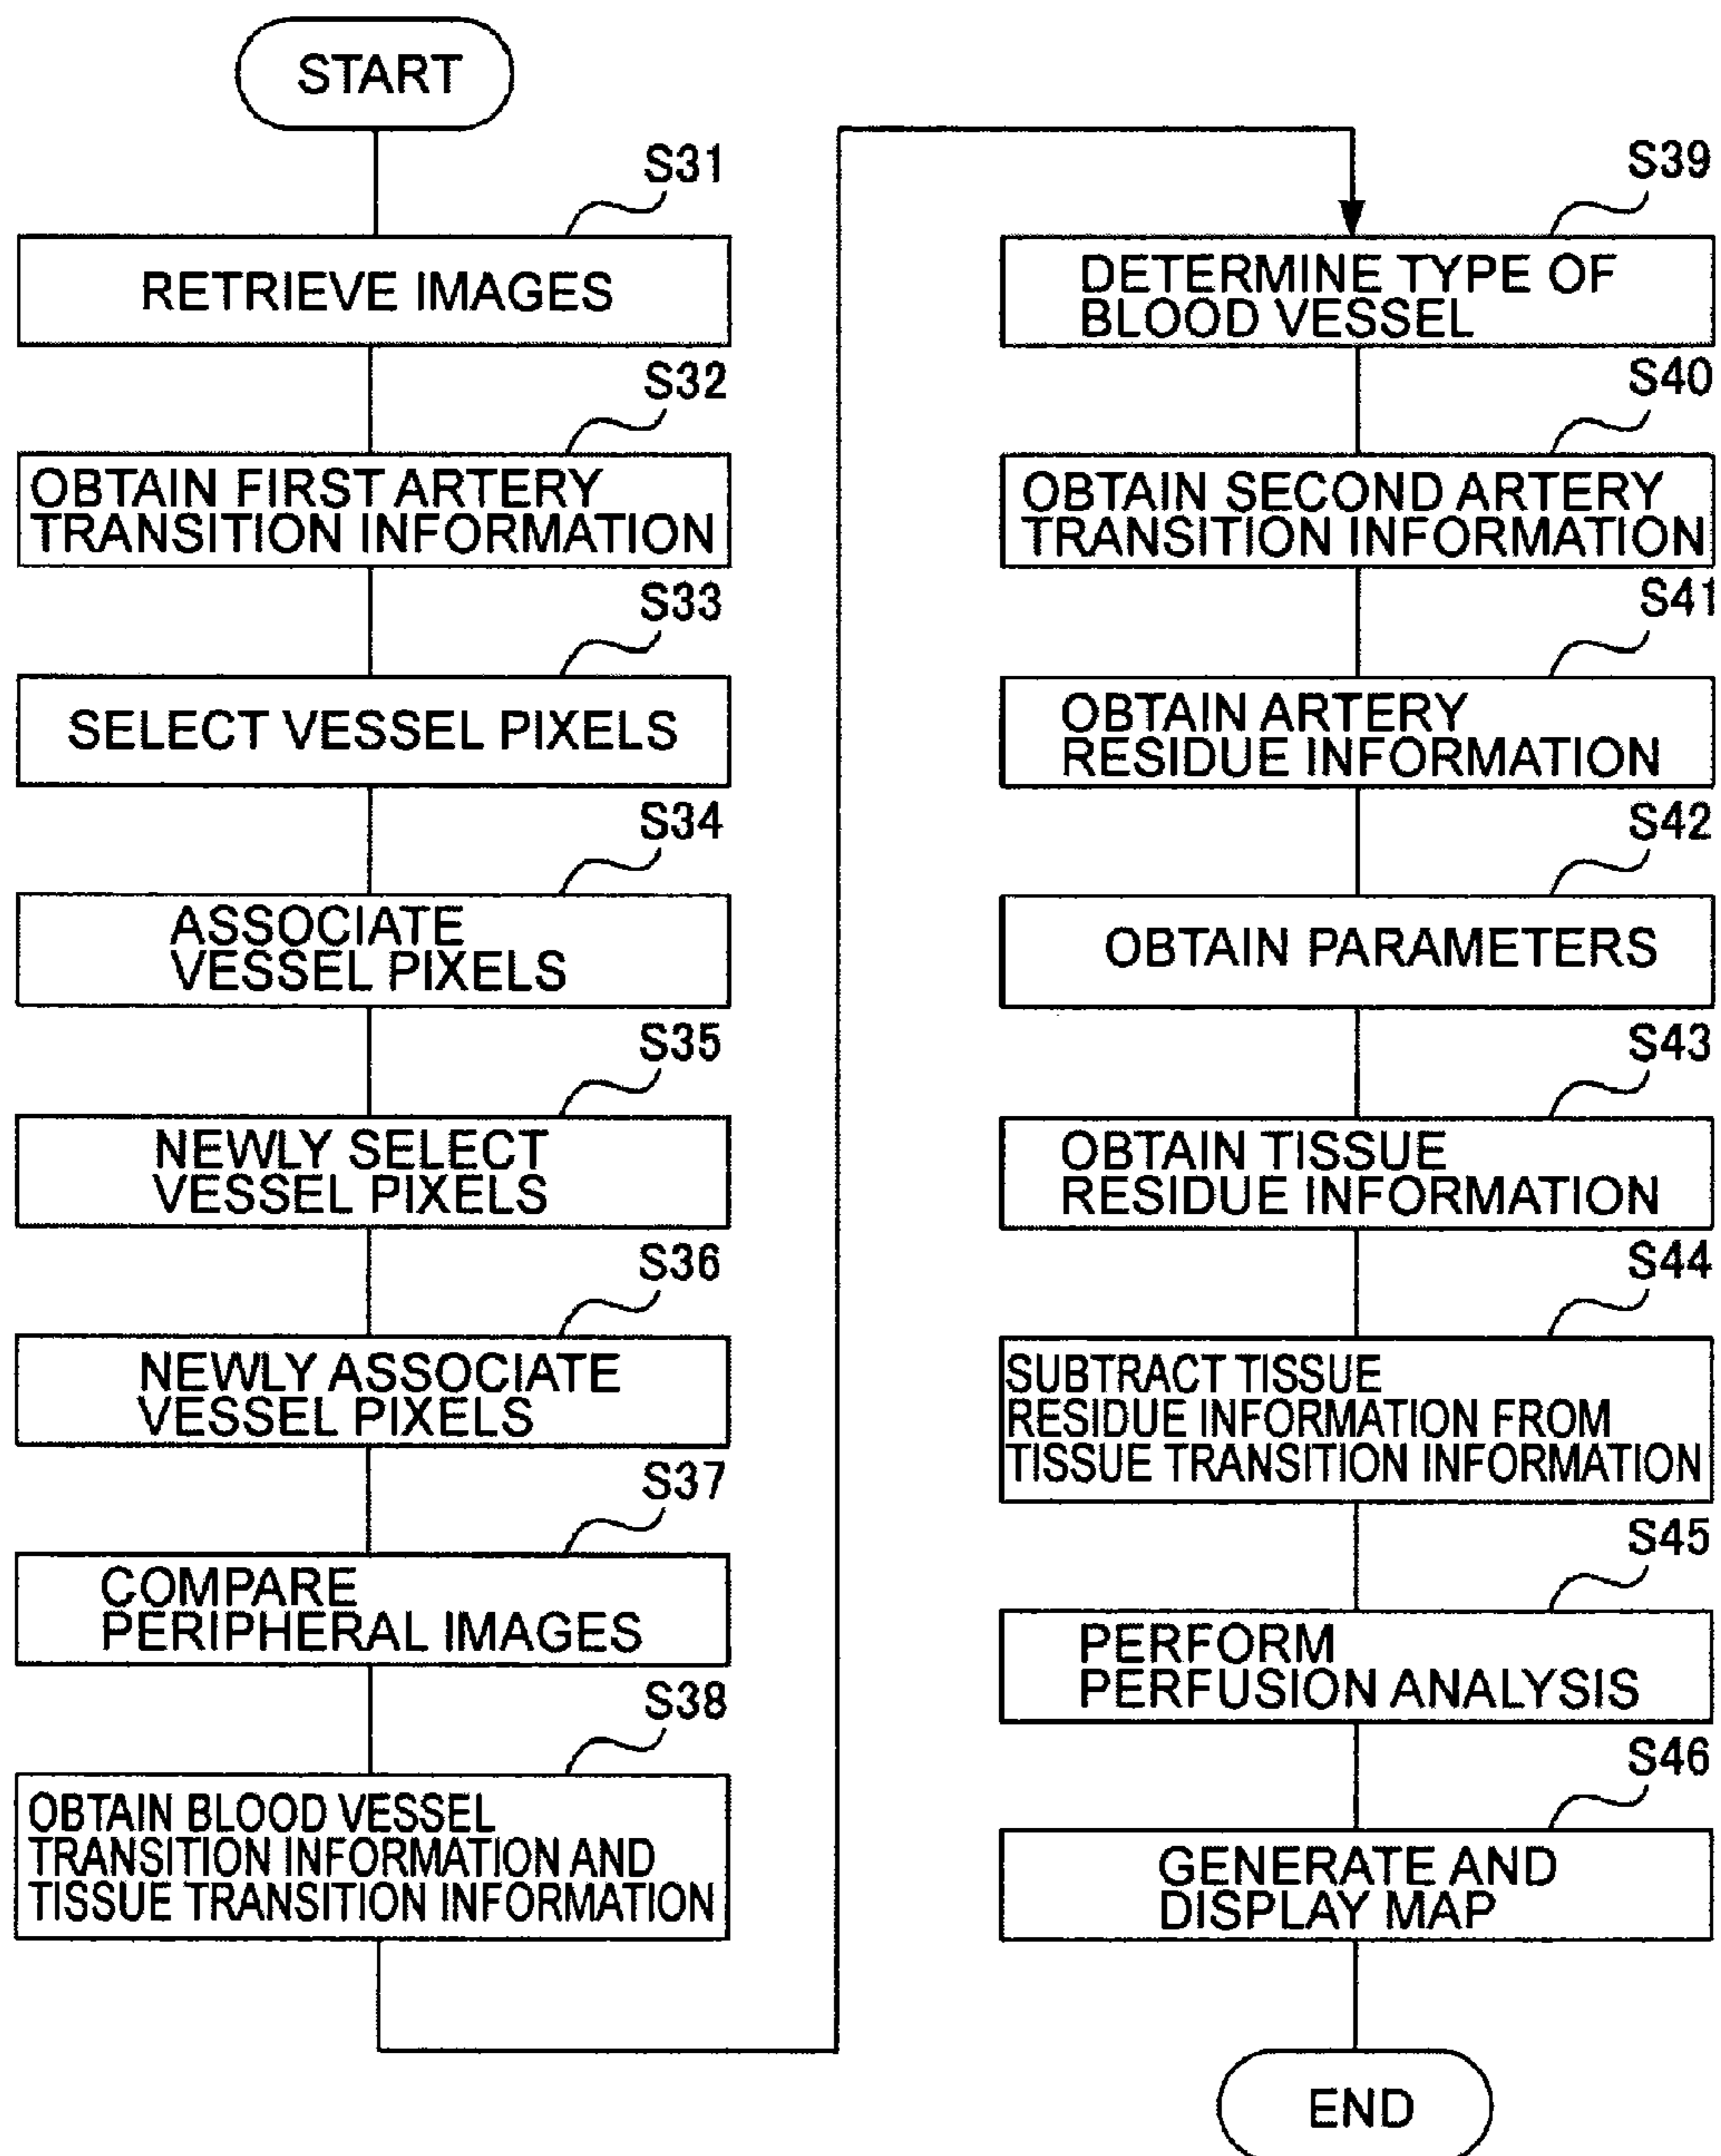 START
S31
RETRIEVE IMAGES
S32
OBTAIN FIRST ARTERY
TRANSITION INFORMATION
S33
SELECT VESSEL PIXELS
S34
ASSOCIATE
VESSEL PIXELS
S35
NEWLY SELECT
VESSEL PIXELS
S36
NEWLY ASSOCIATE
VESSEL PIXELS
S37
COMPARE
PERIPHERAL IMAGES
S38
OBTAIN BLOOD VESSEL
TRANSITION INFORMATION AND
TISSUE TRANSITION INFORMATION
S39
DETERMINE TYPE OF
BLOOD VESSEL
S40
OBTAIN SECOND ARTERY
TRANSITION INFORMATION
S41
OBTAIN ARTERY
RESIDUE INFORMATION
S42
OBTAIN PARAMETERS
S43
OBTAIN TISSUE
RESIDUE INFORMATION
S44
SUBTRACT TISSUE
RESIDUE INFORMATION FROM
TISSUE TRANSITION INFORMATION
S45
PERFORM
PERFUSION ANALYSIS
S46
GENERATE AND
DISPLAY MAP
END